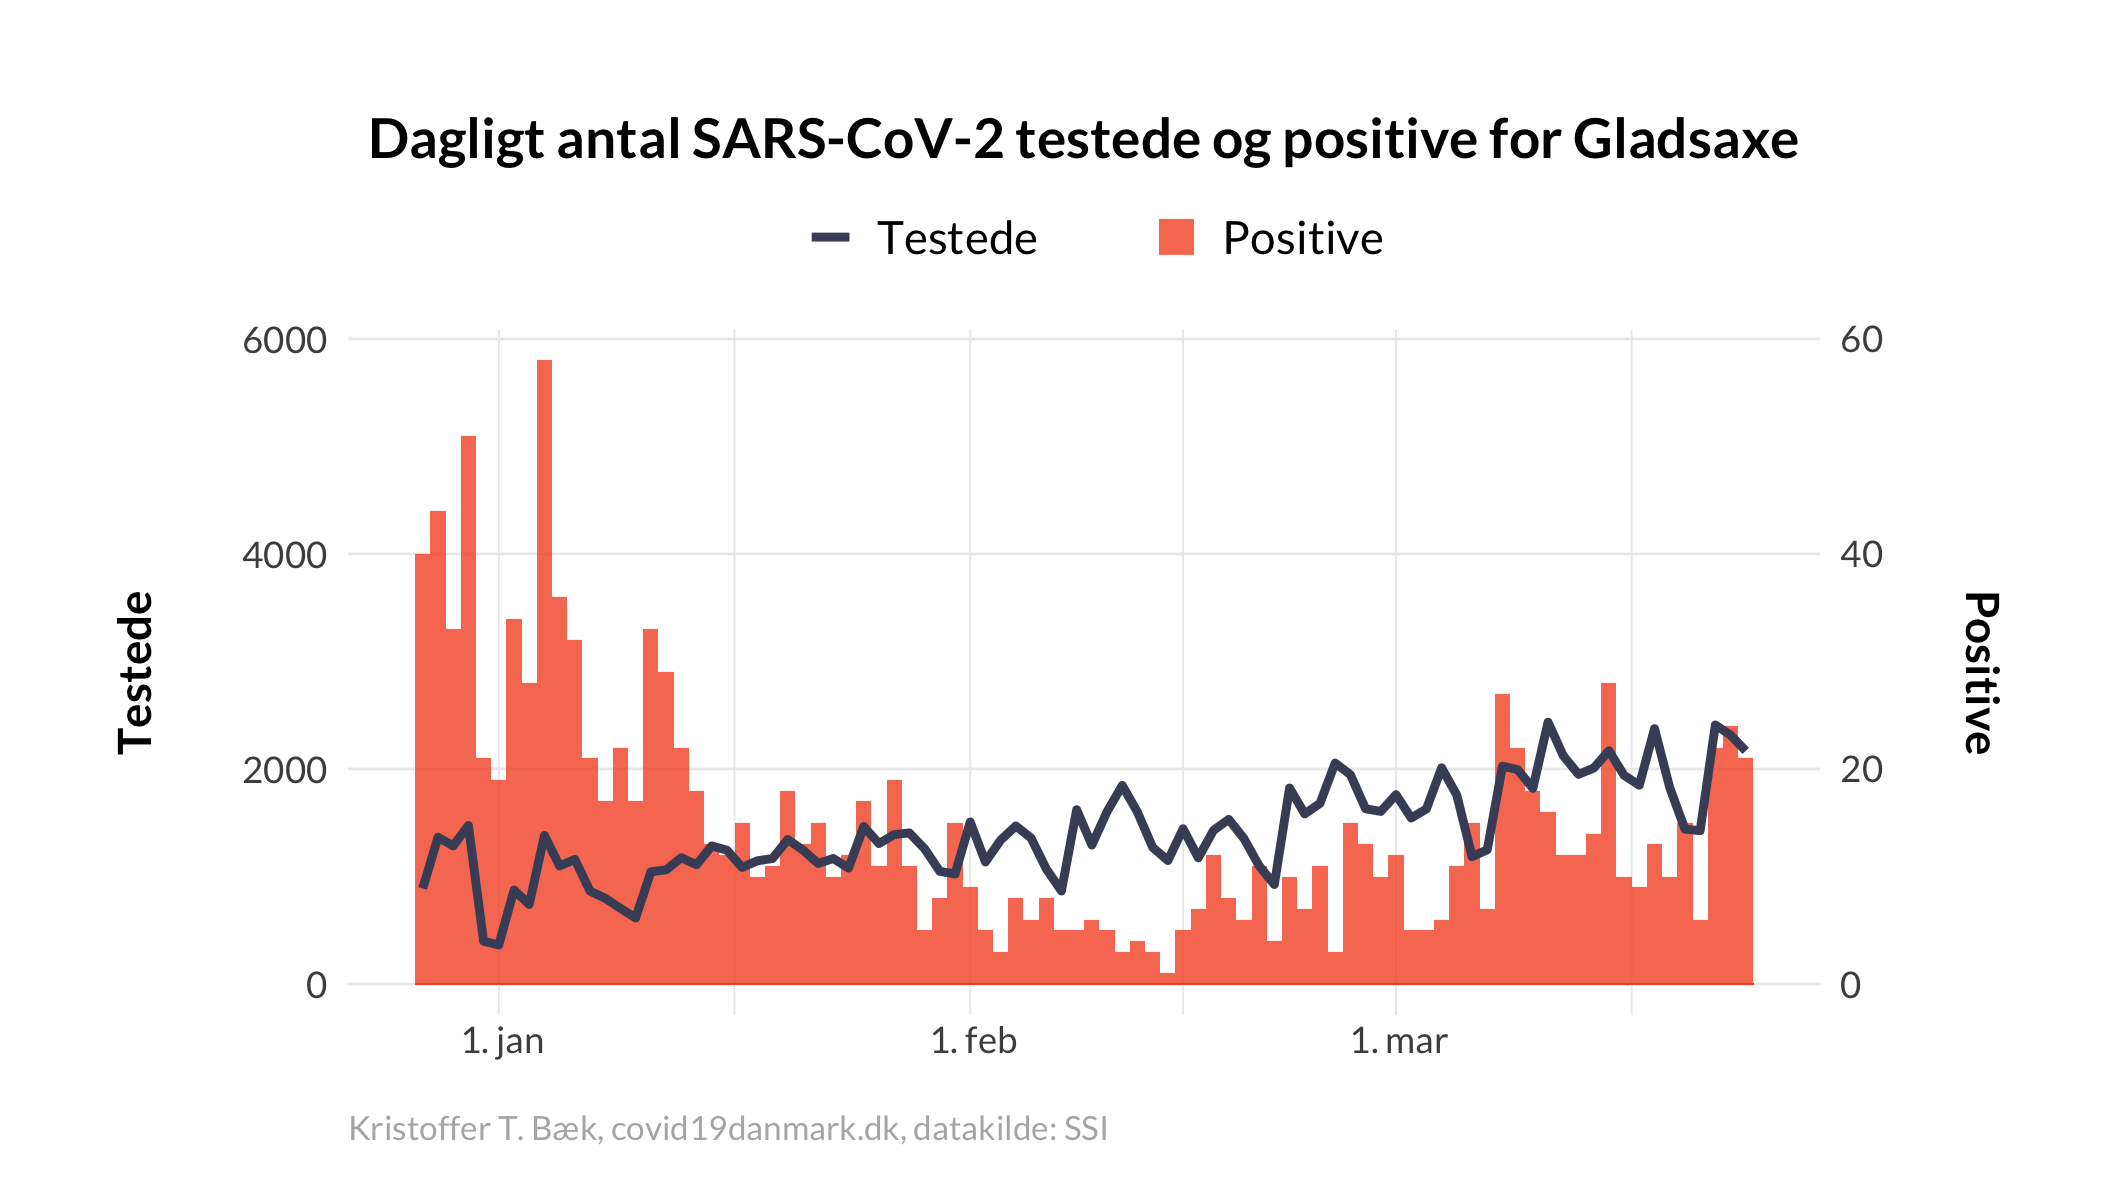 Dagligt antal SARS-CoV-2 testede og positive for Gladsaxe
Testede
Positive
6000
4000
2000
0
Testede
60
40
20
0
Positive
1. jan
1. feb
1. mar
Kristoffer T. Bæk, covid19danmark.dk, datakilde: SSI